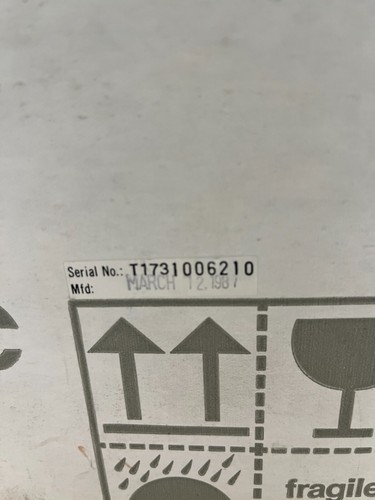 Serial No.: T1731006210
Mfd: MARCH 12, 1987
fragile